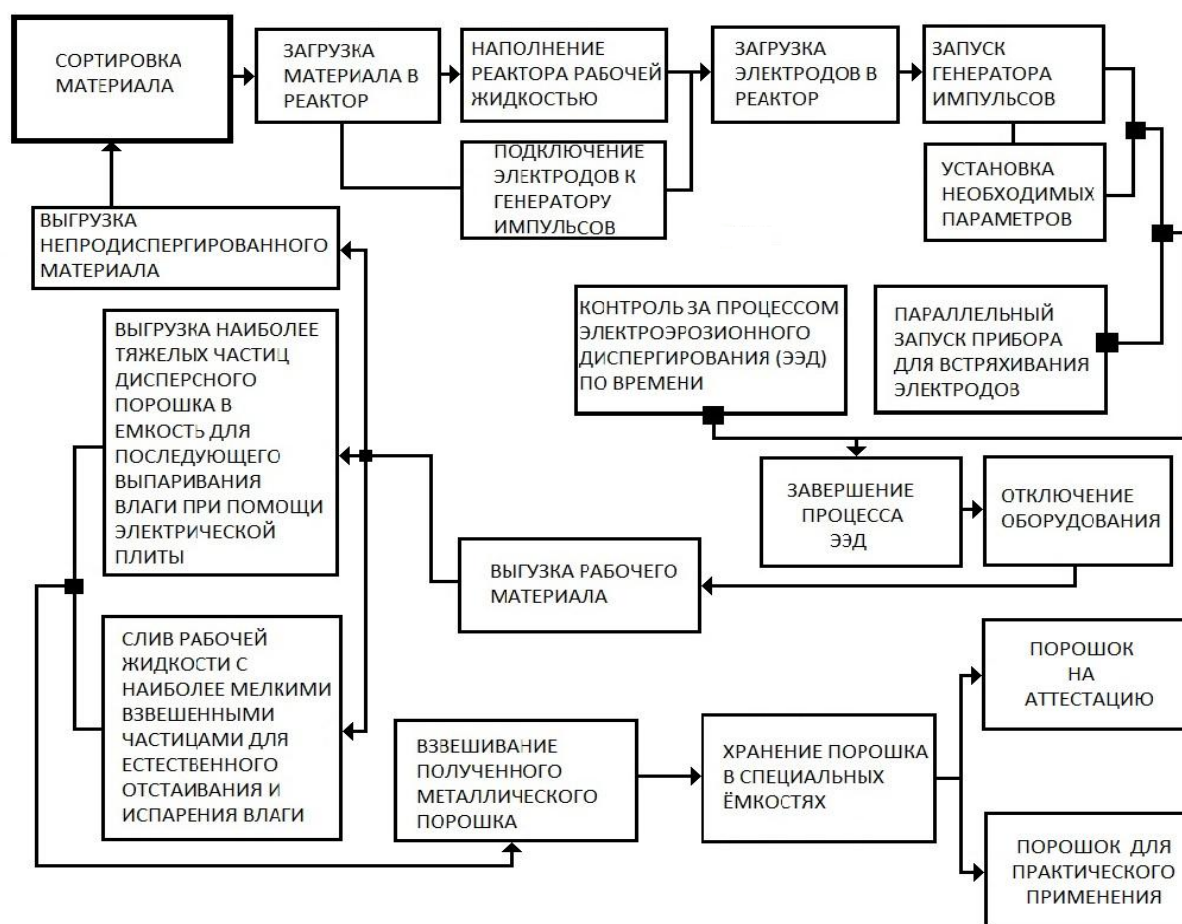 СОРТИРОВКА
МАТЕРИАЛА
ЗАГРУЗКА
МАТЕРИАЛА В
РЕАКТОР
НАПОЛНЕНИЕ
РЕАКТОРА РАБОЧЕЙ
ЖИДКОСТЬЮ
ЗАГРУЗКА
ЭЛЕКТРОДОВ В
РЕАКТОР
ЗАПУСК
ГЕНЕРАТОРА
ИМПУЛЬСОВ
ПОДКЛЮЧЕНИЕ
ЭЛЕКТРОДОВ К
ГЕНЕРАТОРУ
ИМПУЛЬСОВ
УСТАНОВКА
НЕОБХОДИМЫХ
ПАРАМЕТРОВ
ВЫГРУЗКА
НЕПРОДИСПЕРГИРОВАННОГО
МАТЕРИАЛА
КОНТРОЛЬ ЗА ПРОЦЕССОМ
ЭЛЕКТРОЭРОЗИОННОГО
ДИСПЕРГИРОВАНИЯ (ЭЭД)
ПО ВРЕМЕНИ
ПАРАЛЛЕЛЬНЫЙ
ЗАПУСК ПРИБОРА
ДЛЯ ВСТРЯХИВАНИЯ
ЭЛЕКТРОДОВ
ВЫГРУЗКА НАИБОЛЕЕ
ТЯЖЕЛЫХ ЧАСТИЦ
ДИСПЕРСНОГО
ПОРОШКА В
ЕМКОСТЬ ДЛЯ
ПОСЛЕДУЮЩЕГО
ВЫПАРИВАНИЯ
ВЛАГИ ПРИ ПОМОЩИ
ЭЛЕКТРИЧЕСКОЙ
ПЛИТЫ
ЗАВЕРШЕНИЕ
ПРОЦЕССА
ЭЭД
ОТКЛЮЧЕНИЕ
ОБОРУДОВАНИЯ
ВЫГУЗКА РАБОЧЕГО
МАТЕРИАЛА
СЛИВ РАБОЧЕЙ
ЖИДКОСТИ С
НАИБОЛЕЕ МЕЛКИМИ
ВЗВЕШЕННЫМИ
ЧАСТИЦАМИ ДЛЯ
ЕСТЕСТВЕННОГО
ОТСТАИВАНИЯ И
ИСПАРЕНИЯ ВЛАГИ
ВЗВЕШИВАНИЕ
ПОЛУЧЕННОГО
МЕТАЛЛИЧЕСКОГО
ПОРОШКА
ХРАНЕНИЕ ПОРОШКА
В СПЕЦИАЛЬНЫХ
ЁМКОСТЯХ
ПОРОШОК
НА
АТТЕСТАЦИЮ
ПОРОШОК ДЛЯ
ПРАКТИЧЕСКОГО
ПРИМЕНЕНИЯ